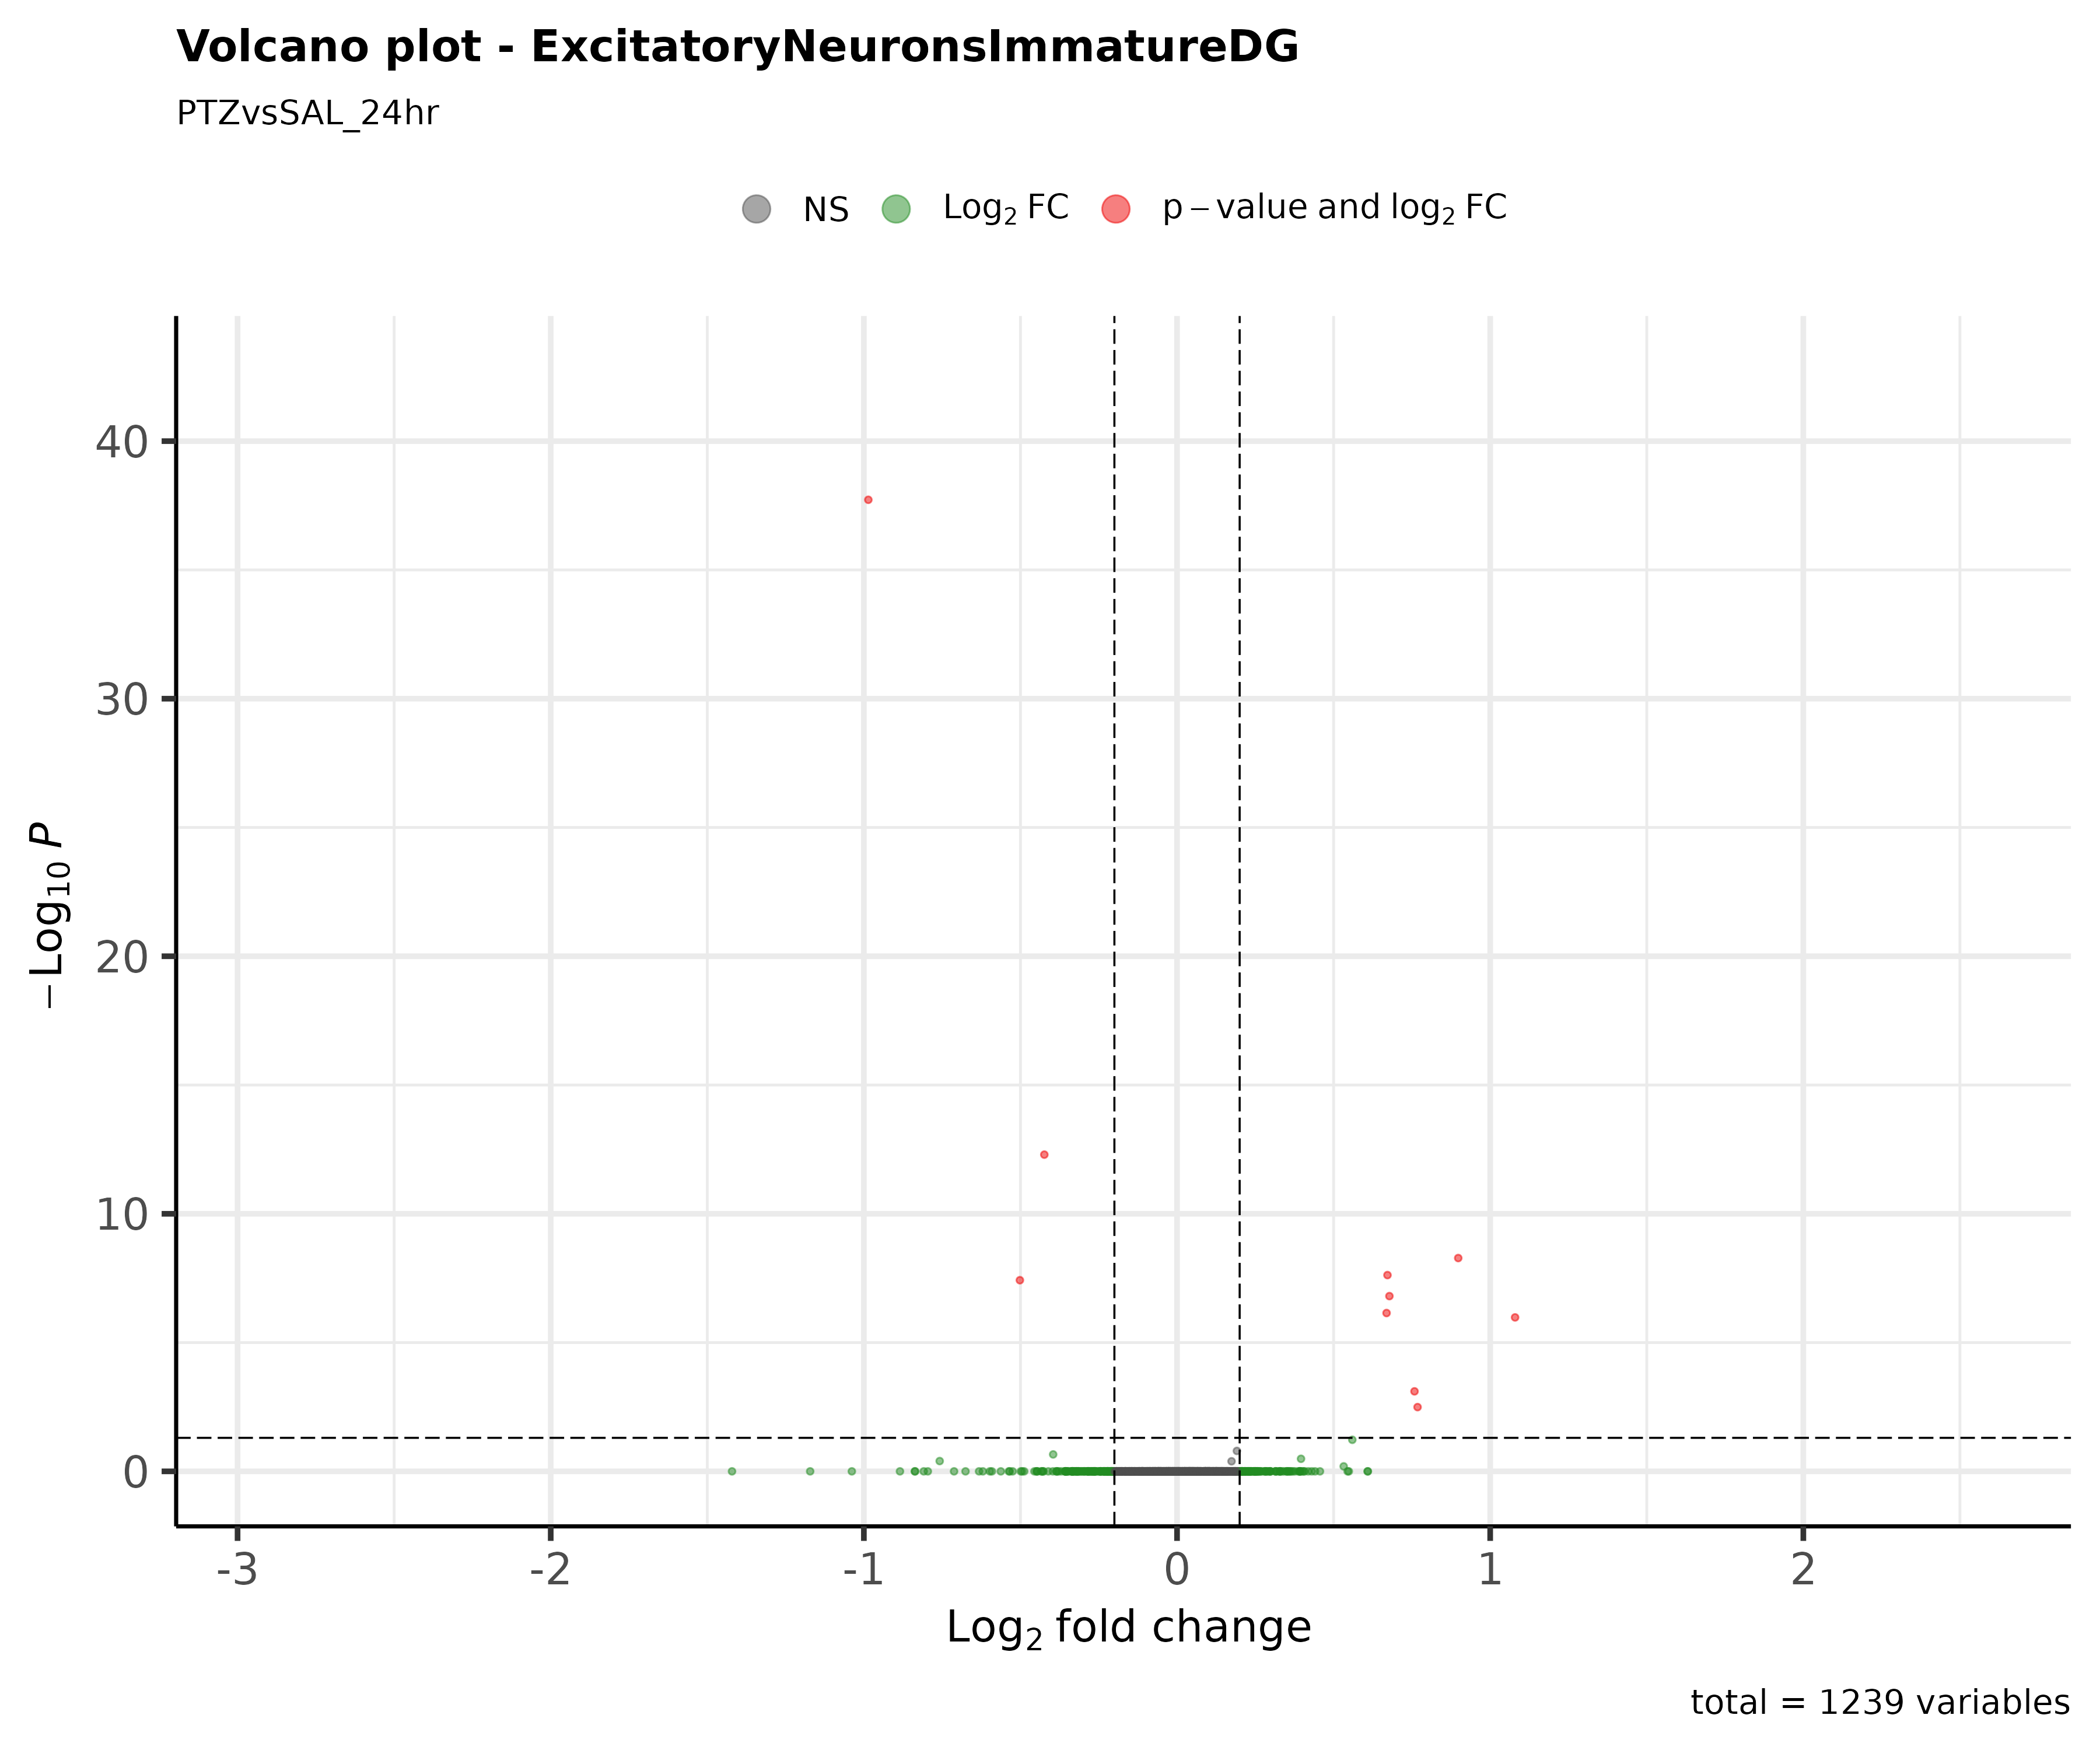 Volcano plot - ExcitatoryNeuronsImmatureDG
PTZvsSAL_24hr
NS Log₂ FC p − value and log₂ FC
40
30
20
10
0
−Log₁₀ P
-3 -2 -1 0 1 2
Log₂ fold change
total = 1239 variables